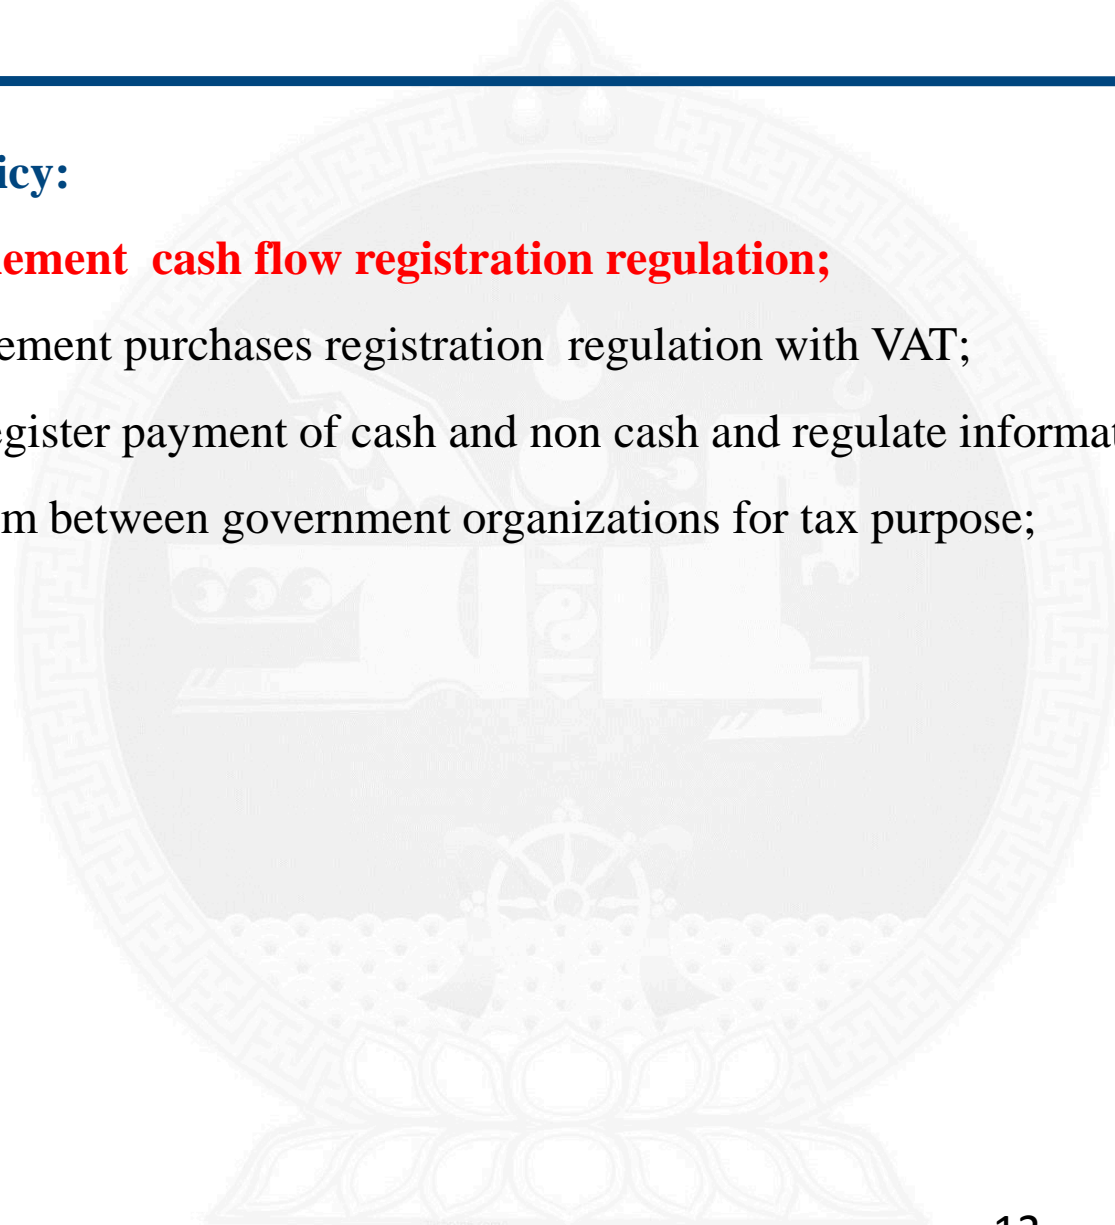 icy:
lement cash flow registration regulation;
ement purchases registration regulation with VAT;
egister payment of cash and non cash and regulate informat
m between government organizations for tax purpose;